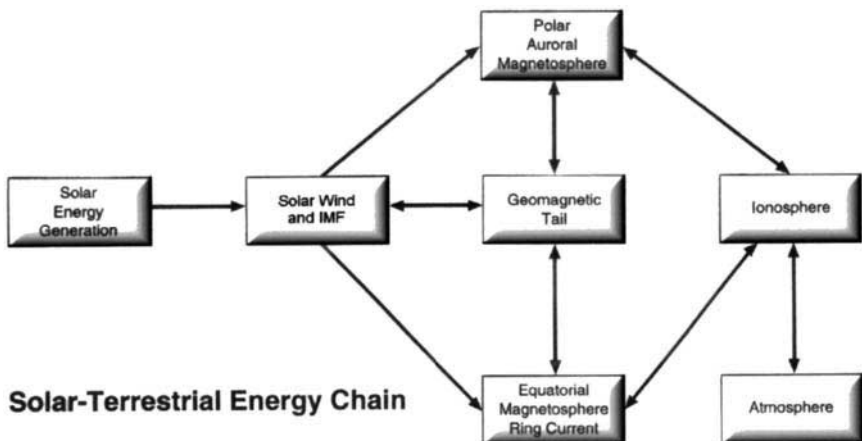 Polar
Auroral
Magnetosphere
Solar
Energy
Generation
Solar Wind
and IMF
Geomagnetic
Tail
Ionosphere
Solar-Terrestrial Energy Chain
Equatorial
Magnetosphere
Ring Current
Atmosphere